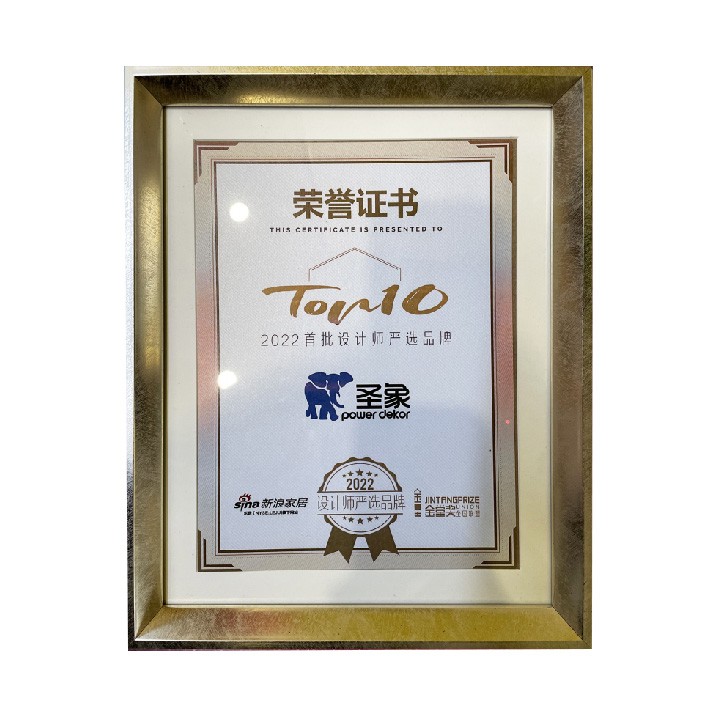 荣誉证书
THIS CERTIFICATE IS PRESENTED TO
Top10
2022首批设计师严选品牌
圣象
power dekor
2022
设计师严选品牌
sina 新浪家居
JINTANGPRIZE
UNION